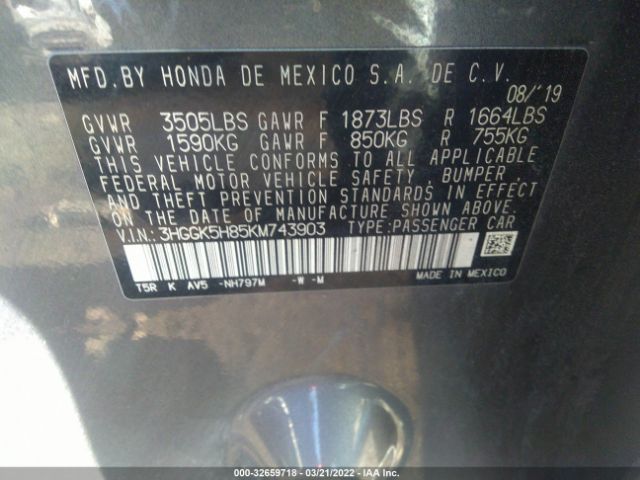 MFD. BY HONDA DE MEXICO S.A. DE C.V.
08/'19
GVWR 3505LBS GAWR F 1873LBS R 1664LBS
GVWR 1590KG GAWR F 850KG R 755KG
THIS VEHICLE CONFORMS TO ALL APPLICABLE
FEDERAL MOTOR VEHICLE SAFETY, BUMPER,
AND THEFT PREVENTION STANDARDS IN EFFECT
ON THE DATE OF MANUFACTURE SHOWN ABOVE.
V.I.N.: 3HGGK5H85KM743903 TYPE:PASSENGER CAR
T5R K AV5 -NH797M -W -M
MADE IN MEXICO
000-32659718 - 03/21/2022 - IAA Inc.